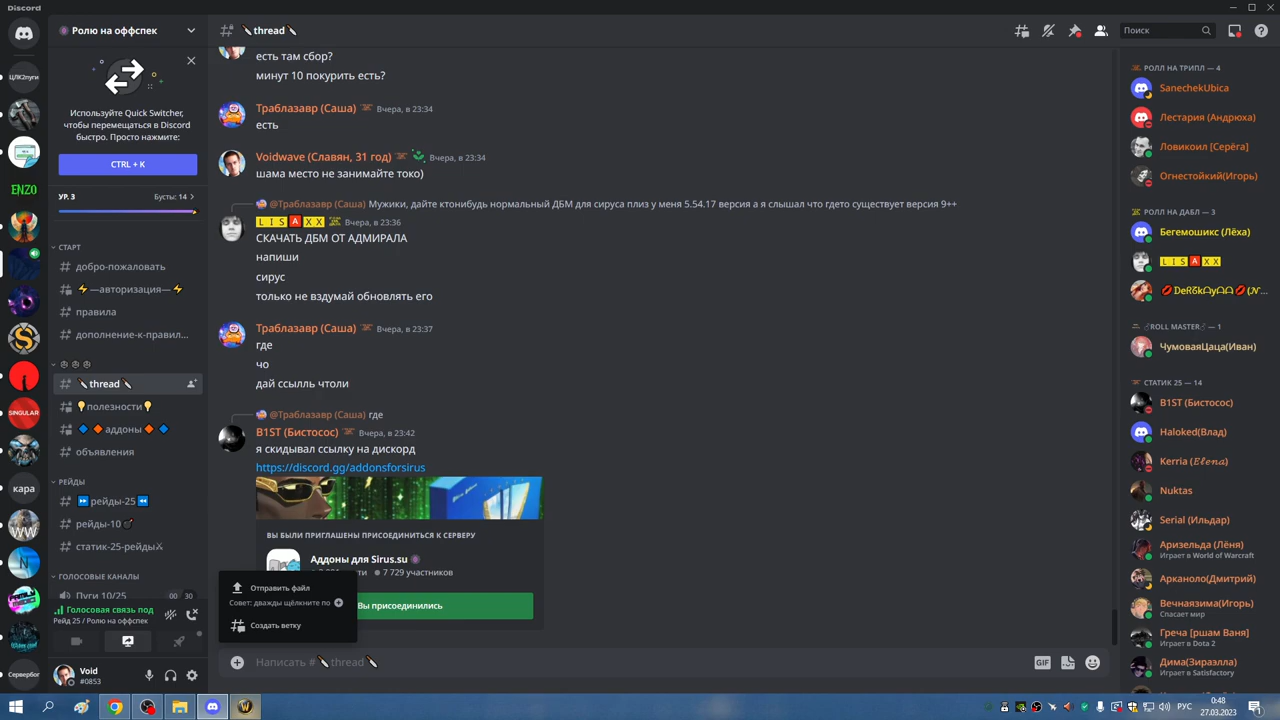 Discord
Ролю на оффспек
thread
Поиск
ЦЛК2пуги
ENZO
SINGULAR
кара
WW
Сервербог
Используйте Quick Switcher,
чтобы перемещаться в Discord
быстро. Просто нажмите:
CTRL + K
УР. 3
Бусты: 14
СТАРТ
добро-пожаловать
—авторизация—
правила
дополнение-к-правил...
thread
полезности
аддоны
объявления
РЕЙДЫ
рейды-25
рейды-10
статик-25-рейды
ГОЛОСОВЫЕ КАНАЛЫ
Пуги 10/25
00 30
Голосовая связь под
Рейд 25 / Ролю на оффспек
Void
#0853
есть там сбор?
минут 10 покурить есть?
Траблазавр (Саша) Вчера, в 23:34
есть
Voidwave (Славян, 31 год) Вчера, в 23:34
шама место не занимайте токо)
@Траблазавр (Саша) Мужики, дайте ктонибудь нормальный ДБМ для сируса плиз у меня 5.54.17 версия а я слышал что гдето существует версия 9++
LISAXX Вчера, в 23:36
СКАЧАТЬ ДБМ ОТ АДМИРАЛА
напиши
сирус
только не вздумай обновлять его
Траблазавр (Саша) Вчера, в 23:37
где
чо
дай ссылль чтоли
@Траблазавр (Саша) где
B1ST (Бистосос) Вчера, в 23:42
я скидывал ссылку на дискорд
https://discord.gg/addonsforsirus
ВЫ БЫЛИ ПРИГЛАШЕНЫ ПРИСОЕДИНИТЬСЯ К СЕРВЕРУ
Аддоны для Sirus.su
7 729 участников
Вы присоединились
Отправить файл
Совет: дважды щёлкните по
Создать ветку
Написать #thread
GIF
РОЛЛ НА ТРИПЛ — 4
SanechekUbica
Лестария (Андрюха)
Ловикоил [Серёга]
Огнестойкий(Игорь)
РОЛЛ НА ДАБЛ — 3
Бегемошикс (Лёха)
LISAXX
ROLL MASTER — 1
ЧумоваяЦаца(Иван)
СТАТИК 25 — 14
B1ST (Бистосос)
Haloked(Влад)
Kerria (𝓔𝓵𝓮𝓷𝓪)
Nuktas
Serial (Ильдар)
Аризельда (Лёня)
Играет в World of Warcraft
Арканоло(Дмитрий)
Вечнаязима(Игорь)
Спасает мир
Греча [ршам Ваня]
Играет в Dota 2
Дима(Зираэлла)
Играет в Satisfactory
РУС
0:48
27.03.2023
1